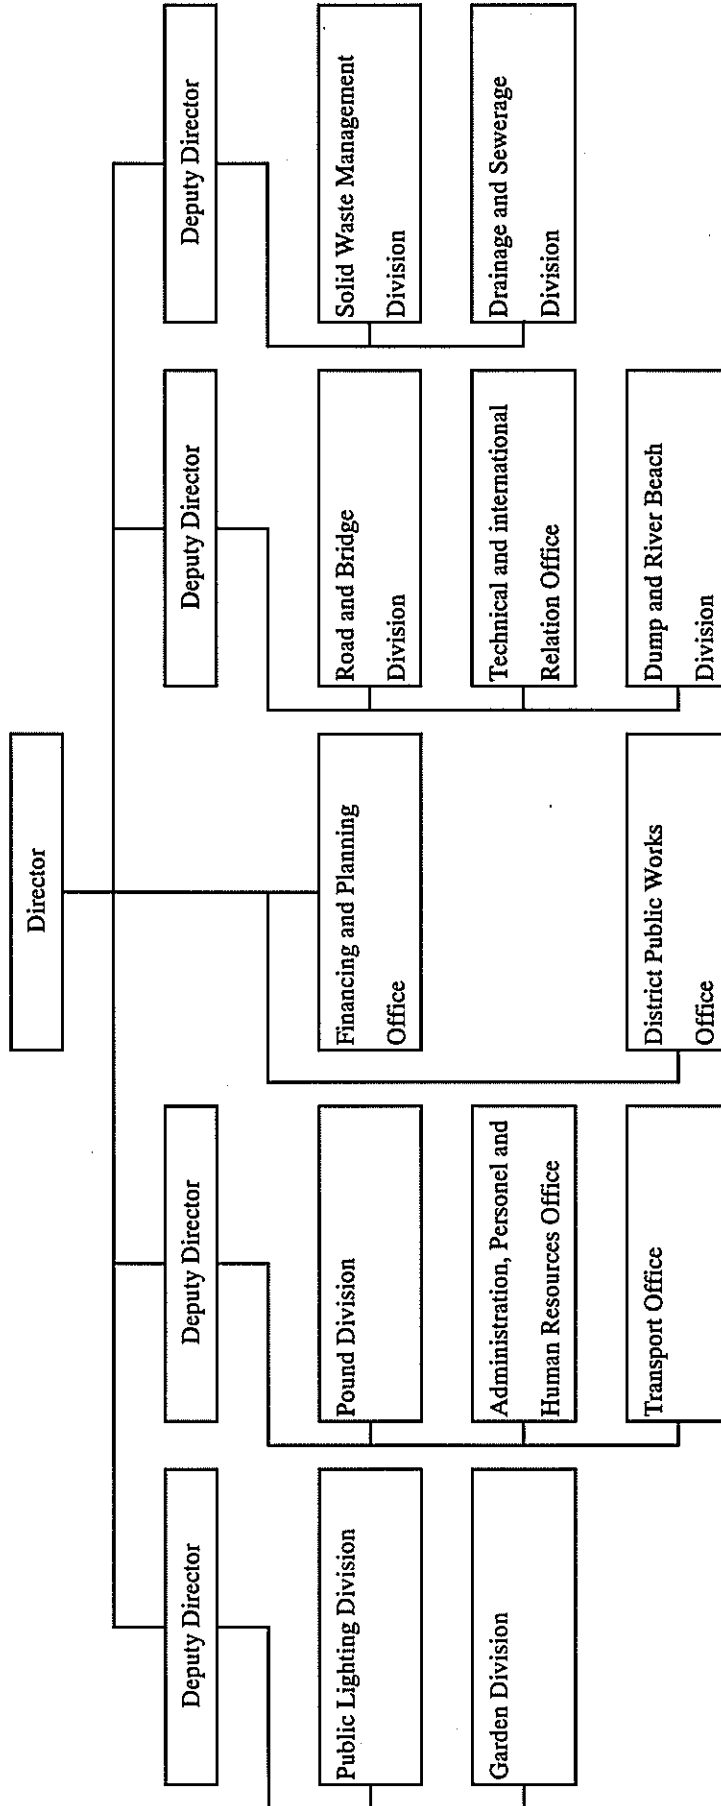 Director
Deputy Director
Deputy Director
Deputy Director
Deputy Director
Public Lighting Division
Pound Division
Financing and Planning
Office
Road and Bridge
Division
Solid Waste Management
Division
Garden Division
Administration, Personel and
Human Resources Office
Technical and international
Relation Office
Drainage and Sewerage
Division
Transport Office
District Public Works
Office
Dump and River Beach
Division